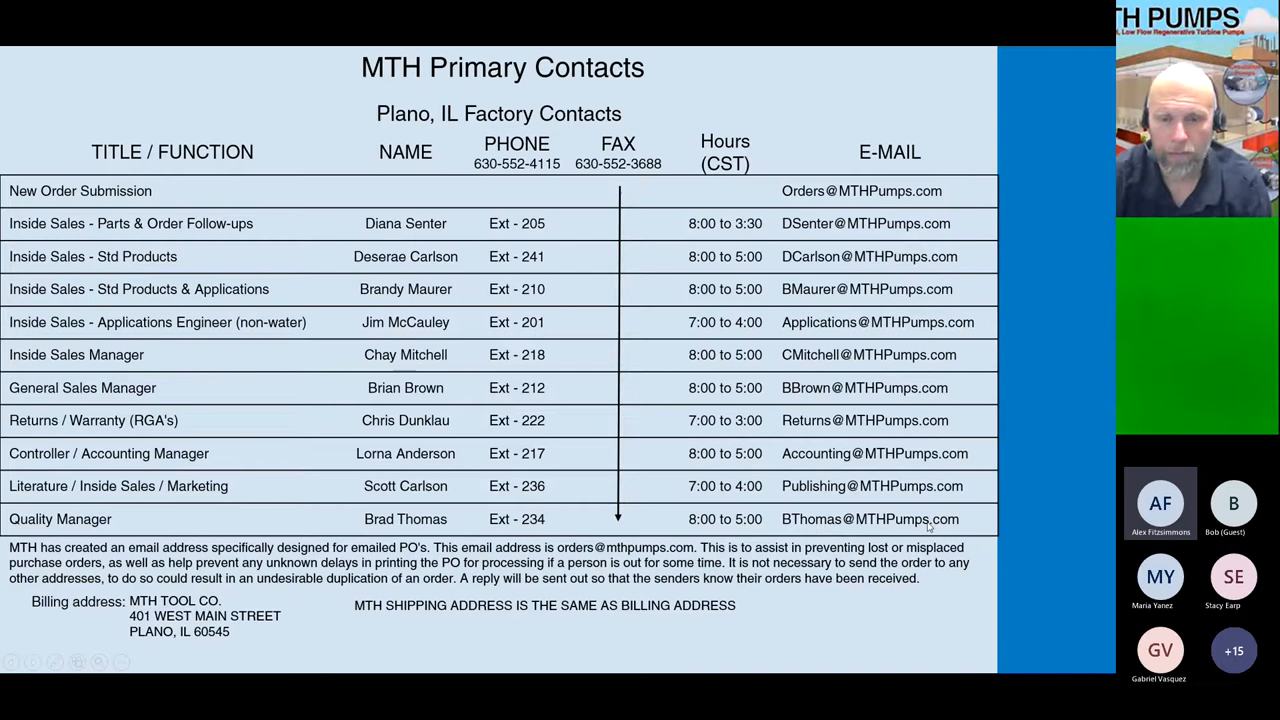 MTH Primary Contacts
Plano, IL Factory Contacts
TITLE / FUNCTION NAME PHONE 630-552-4115 FAX 630-552-3688 Hours (CST) E-MAIL
New Order Submission Orders@MTHPumps.com
Inside Sales - Parts & Order Follow-ups Diana Senter Ext - 205 8:00 to 3:30 DSenter@MTHPumps.com
Inside Sales - Std Products Deserae Carlson Ext - 241 8:00 to 5:00 DCarlson@MTHPumps.com
Inside Sales - Std Products & Applications Brandy Maurer Ext - 210 8:00 to 5:00 BMaurer@MTHPumps.com
Inside Sales - Applications Engineer (non-water) Jim McCauley Ext - 201 7:00 to 4:00 Applications@MTHPumps.com
Inside Sales Manager Chay Mitchell Ext - 218 8:00 to 5:00 CMitchell@MTHPumps.com
General Sales Manager Brian Brown Ext - 212 8:00 to 5:00 BBrown@MTHPumps.com
Returns / Warranty (RGA's) Chris Dunklau Ext - 222 7:00 to 3:00 Returns@MTHPumps.com
Controller / Accounting Manager Lorna Anderson Ext - 217 8:00 to 5:00 Accounting@MTHPumps.com
Literature / Inside Sales / Marketing Scott Carlson Ext - 236 7:00 to 4:00 Publishing@MTHPumps.com
Quality Manager Brad Thomas Ext - 234 8:00 to 5:00 BThomas@MTHPumps.com
MTH has created an email address specifically designed for emailed PO's. This email address is orders@mthpumps.com. This is to assist in preventing lost or misplaced
purchase orders, as well as help prevent any unknown delays in printing the PO for processing if a person is out for some time. It is not necessary to send the order to any
other addresses, to do so could result in an undesirable duplication of an order. A reply will be sent out so that the senders know their orders have been received.
Billing address: MTH TOOL CO.
401 WEST MAIN STREET
PLANO, IL 60545
MTH SHIPPING ADDRESS IS THE SAME AS BILLING ADDRESS
TH PUMPS
, Low Flow Regenerative Turbine Pumps
AF B
Alex Fitzsimmons Bob (Guest)
MY SE
Maria Yanez Stacy Earp
GV +15
Gabriel Vasquez